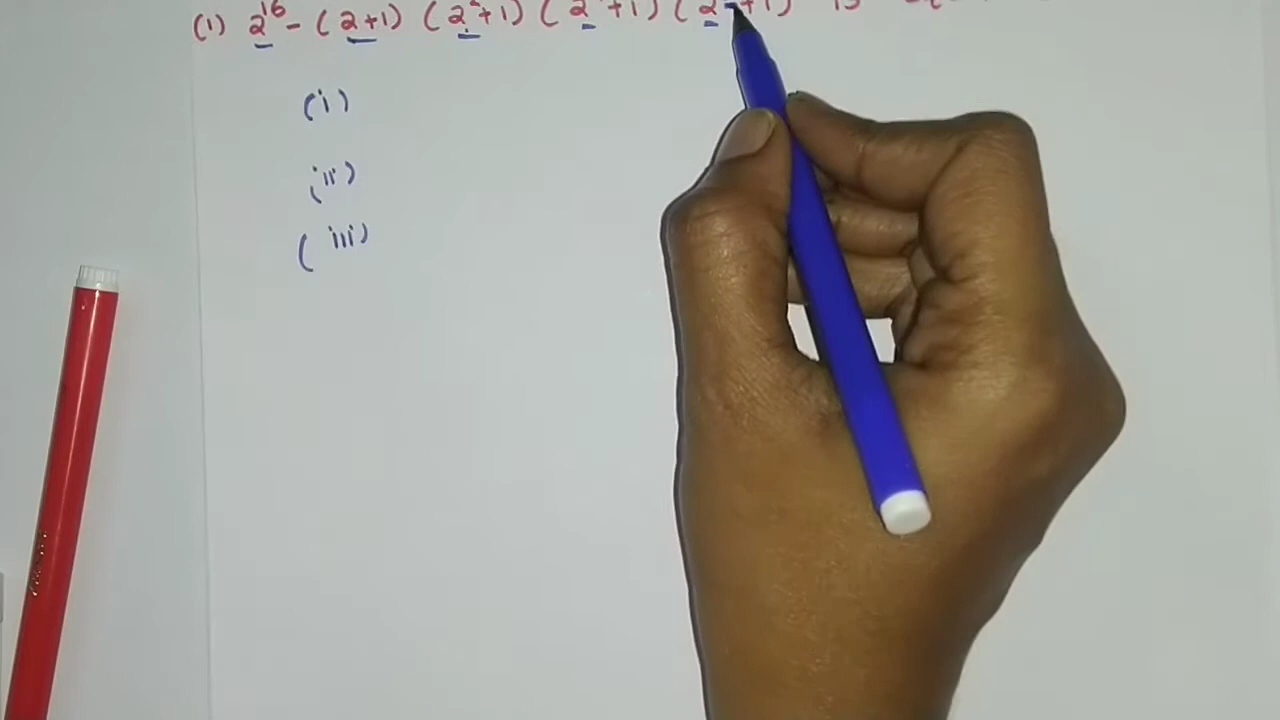 (1) 2¹⁶ - (2+1) (2²+1) (2 +1) (2 +1) is
(i)
(ii)
(iii)